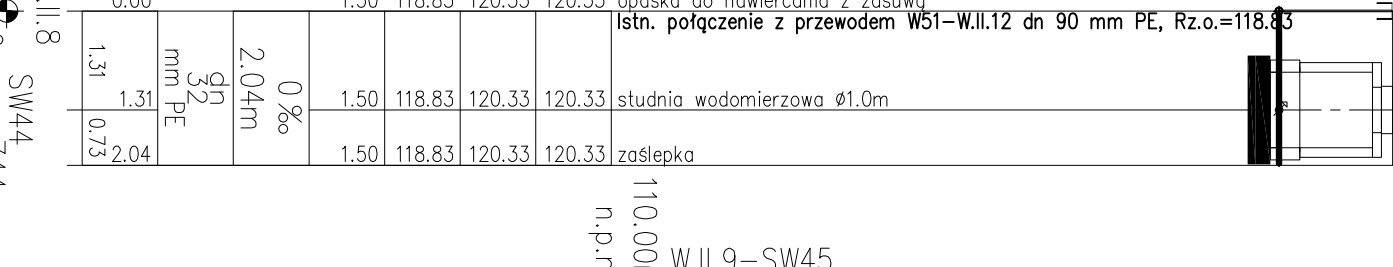 0.00 1.50 118.83 120.33 120.33 opaska do nawiercania z zasuwą
Istn. połączenie z przewodem W51-W.II.12 dn 90 mm PE, Rz.o.=118.83
1.31 1.50 118.83 120.33 120.33 studnia wodomierzowa ø1.0m
2.04 1.50 118.83 120.33 120.33 zaślepka
1.31
0.73
dn
32
mm PE
0 ‰
2.04m
.II.8
SW44
110.00
n.p.
W.II.9-SW45